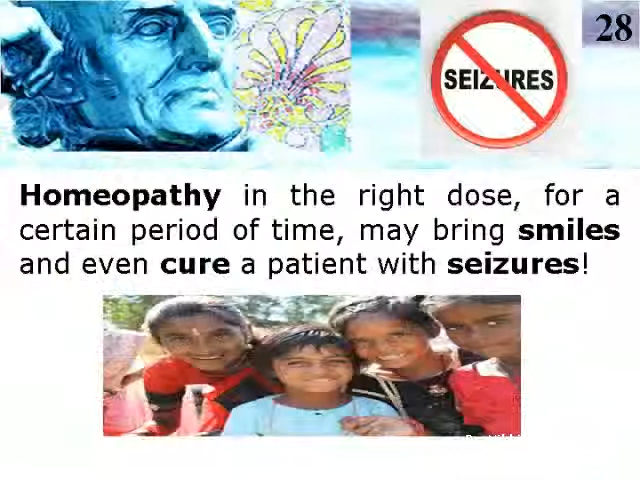 28
SEIZURES
Homeopathy in the right dose, for a
certain period of time, may bring smiles
and even cure a patient with seizures!